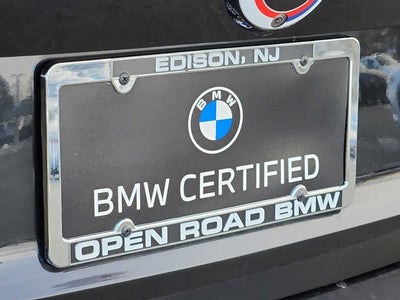 EDISON, NJ
BMW
BMW CERTIFIED
OPEN ROAD BMW